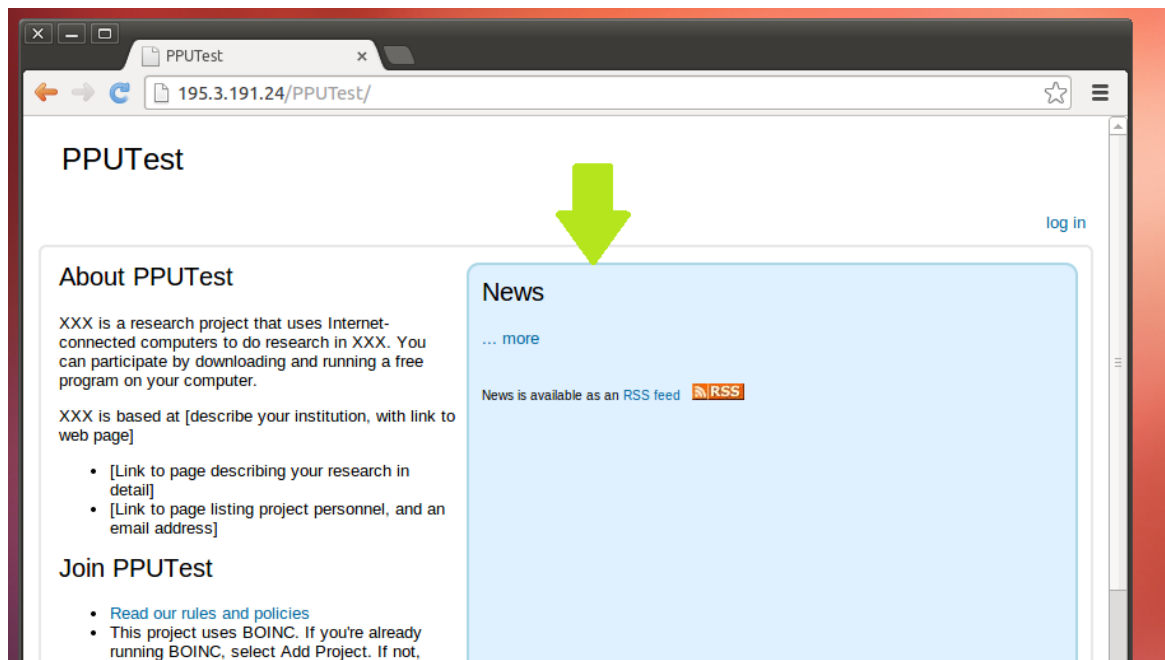 PPUTest
195.3.191.24/PPUTest/
PPUTest
log in
About PPUTest
XXX is a research project that uses Internet-
connected computers to do research in XXX. You
can participate by downloading and running a free
program on your computer.
XXX is based at [describe your institution, with link to
web page]
• [Link to page describing your research in
detail]
• [Link to page listing project personnel, and an
email address]
Join PPUTest
• Read our rules and policies
• This project uses BOINC. If you're already
running BOINC, select Add Project. If not,
News
... more
News is available as an RSS feed RSS